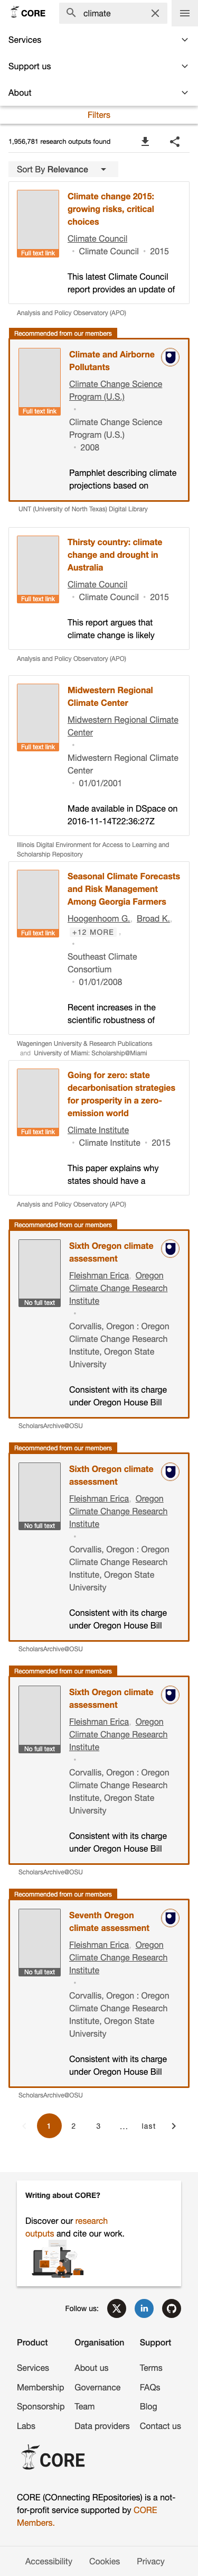 CORE
climate
Services
Support us
About
Filters
1,956,781 research outputs found
Sort By Relevance
Climate change 2015:
growing risks, critical
choices
Climate Council
· Climate Council · 2015
This latest Climate Council
report provides an update of
Full text link
Analysis and Policy Observatory (APO)
Recommended from our members
Climate and Airborne
Pollutants
Climate Change Science
Program (U.S.)
·
Climate Change Science
Program (U.S.)
· 2008
Pamphlet describing climate
projections based on
Full text link
UNT (University of North Texas) Digital Library
Thirsty country: climate
change and drought in
Australia
Climate Council
· Climate Council · 2015
This report argues that
climate change is likely
Full text link
Analysis and Policy Observatory (APO)
Midwestern Regional
Climate Center
Midwestern Regional Climate
Center
·
Midwestern Regional Climate
Center
· 01/01/2001
Made available in DSpace on
2016-11-14T22:36:27Z
Full text link
Illinois Digital Environment for Access to Learning and
Scholarship Repository
Seasonal Climate Forecasts
and Risk Management
Among Georgia Farmers
Hoogenhoom G., Broad K.,
+12 MORE .
·
Southeast Climate
Consortium
· 01/01/2008
Recent increases in the
scientific robustness of
Full text link
Wageningen University & Research Publications
and University of Miami: Scholarship@Miami
Going for zero: state
decarbonisation strategies
for prosperity in a zero-
emission world
Climate Institute
· Climate Institute · 2015
This paper explains why
states should have a
Full text link
Analysis and Policy Observatory (APO)
Recommended from our members
Sixth Oregon climate
assessment
Fleishman Erica, Oregon
Climate Change Research
Institute
·
Corvallis, Oregon : Oregon
Climate Change Research
Institute, Oregon State
University
Consistent with its charge
under Oregon House Bill
No full text
ScholarsArchive@OSU
Recommended from our members
Sixth Oregon climate
assessment
Fleishman Erica, Oregon
Climate Change Research
Institute
·
Corvallis, Oregon : Oregon
Climate Change Research
Institute, Oregon State
University
Consistent with its charge
under Oregon House Bill
No full text
ScholarsArchive@OSU
Recommended from our members
Sixth Oregon climate
assessment
Fleishman Erica, Oregon
Climate Change Research
Institute
·
Corvallis, Oregon : Oregon
Climate Change Research
Institute, Oregon State
University
Consistent with its charge
under Oregon House Bill
No full text
ScholarsArchive@OSU
Recommended from our members
Seventh Oregon
climate assessment
Fleishman Erica, Oregon
Climate Change Research
Institute
·
Corvallis, Oregon : Oregon
Climate Change Research
Institute, Oregon State
University
Consistent with its charge
under Oregon House Bill
No full text
ScholarsArchive@OSU
1 2 3 ... last
Writing about CORE?
Discover our research
outputs and cite our work.
Follow us:
Product Organisation Support
Services About us Terms
Membership Governance FAQs
Sponsorship Team Blog
Labs Data providers Contact us
CORE
CORE (COnnecting REpositories) is a not-
for-profit service supported by CORE
Members.
Accessibility Cookies Privacy